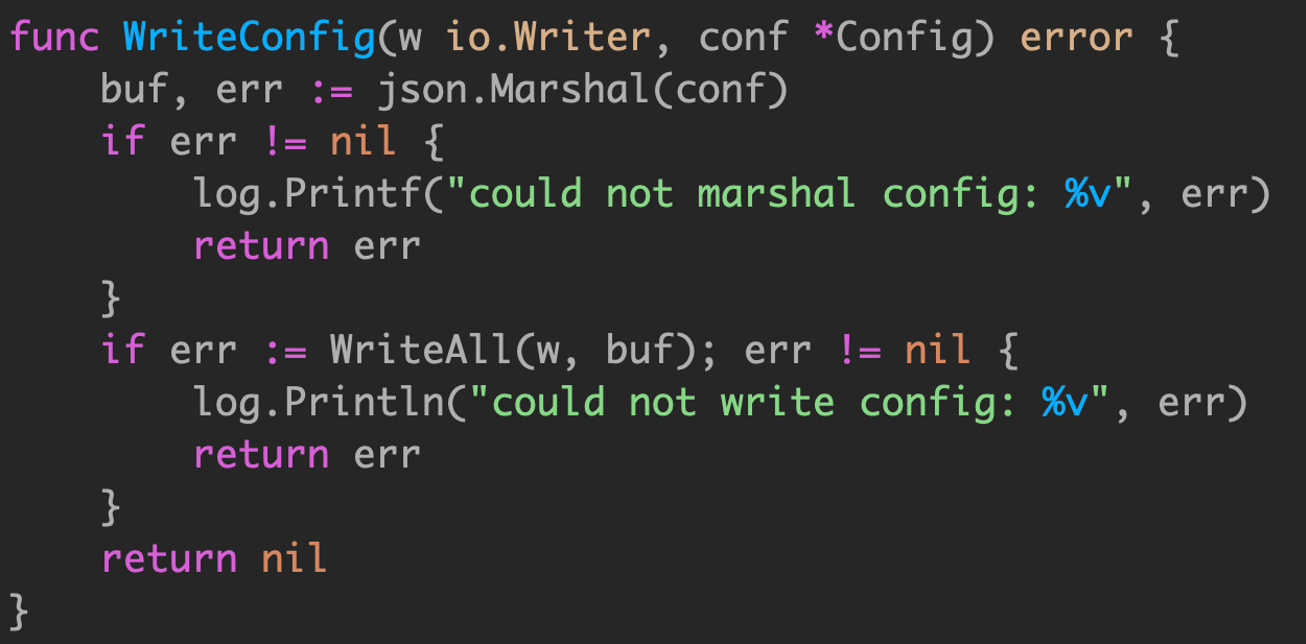 func WriteConfig(w io.Writer, conf *Config) error {
    buf, err := json.Marshal(conf)
    if err != nil {
        log.Printf("could not marshal config: %v", err)
        return err
    }
    if err := WriteAll(w, buf); err != nil {
        log.Println("could not write config: %v", err)
        return err
    }
    return nil
}